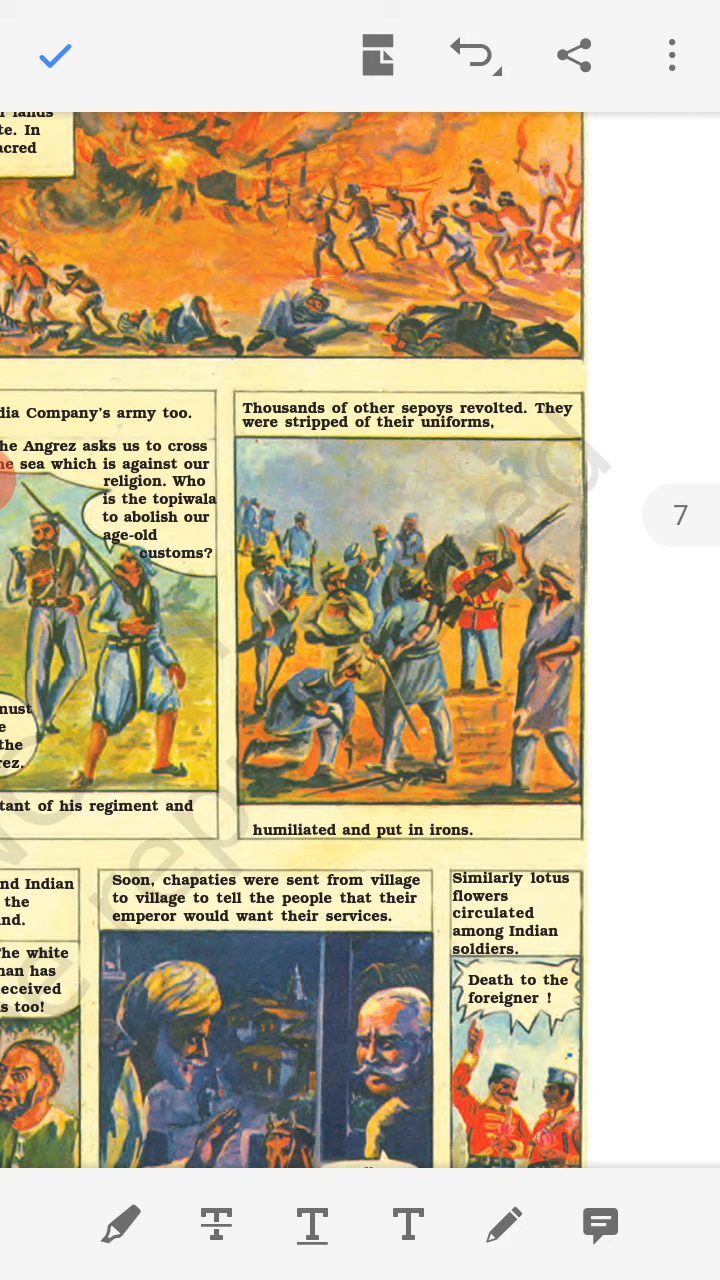 r lands
te. In
acred
dia Company's army too.
he Angrez asks us to cross
he sea which is against our
religion. Who
is the topiwala
to abolish our
age-old
customs?
must
e
the
rez.
tant of his regiment and
Thousands of other sepoys revolted. They
were stripped of their uniforms,
humiliated and put in irons.
7
nd Indian
the
nd.
The white
man has
eceived
s too!
Soon, chapaties were sent from village
to village to tell the people that their
emperor would want their services.
Similarly lotus
flowers
circulated
among Indian
soldiers.
Death to the
foreigner !
T T T